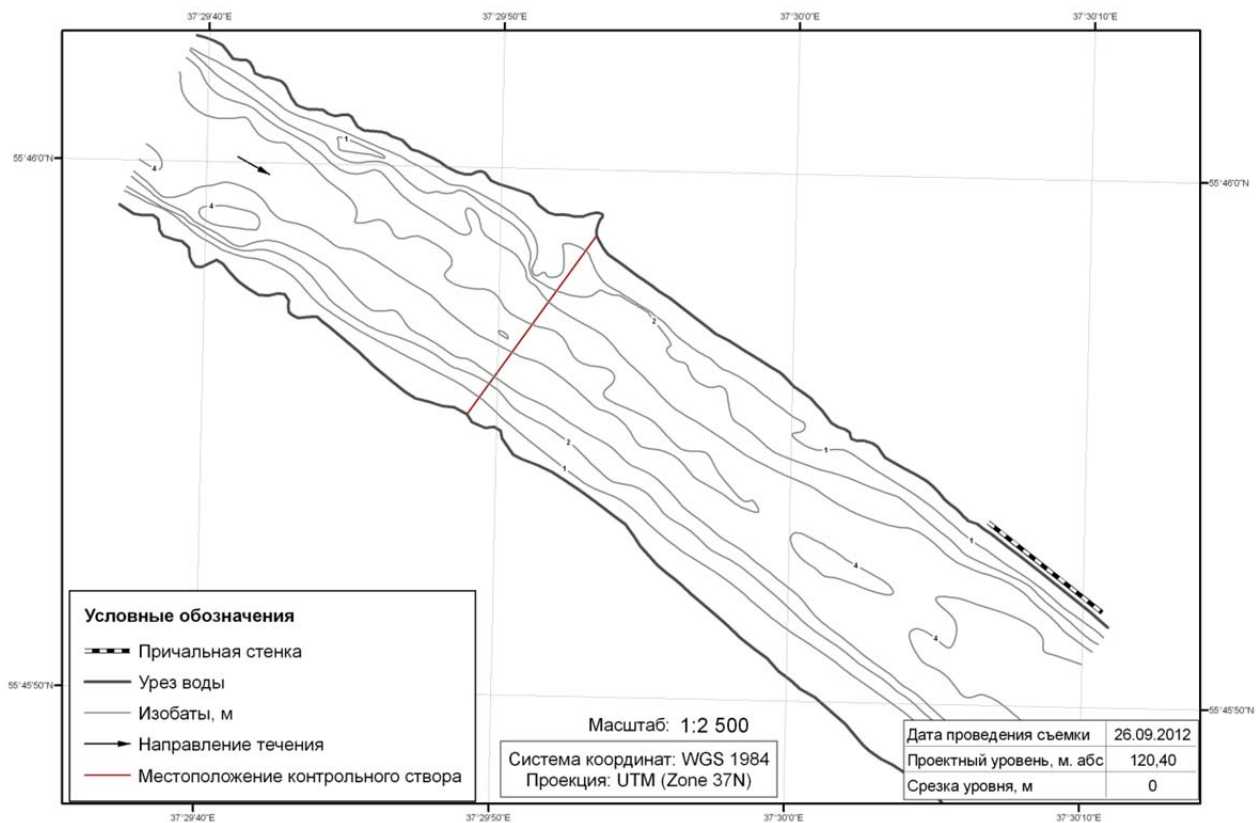 37°29'40"E 37°29'50"E 37°30'0"E 37°30'10"E
1
4
55°46'0"N 55°46'0"N
4
2
1
2
1
1
4
4
Условные обозначения
Причальная стенка
Урез воды
Изобаты, м
Направление течения
Местоположение контрольного створа
55°45'50"N 55°45'50"N
Масштаб: 1:2 500
Система координат: WGS 1984
Проекция: UTM (Zone 37N)
Дата проведения съемки 26.09.2012
Проектный уровень, м. абс 120,40
Срезка уровня, м 0
37°29'40"E 37°29'50"E 37°30'0"E 37°30'10"E